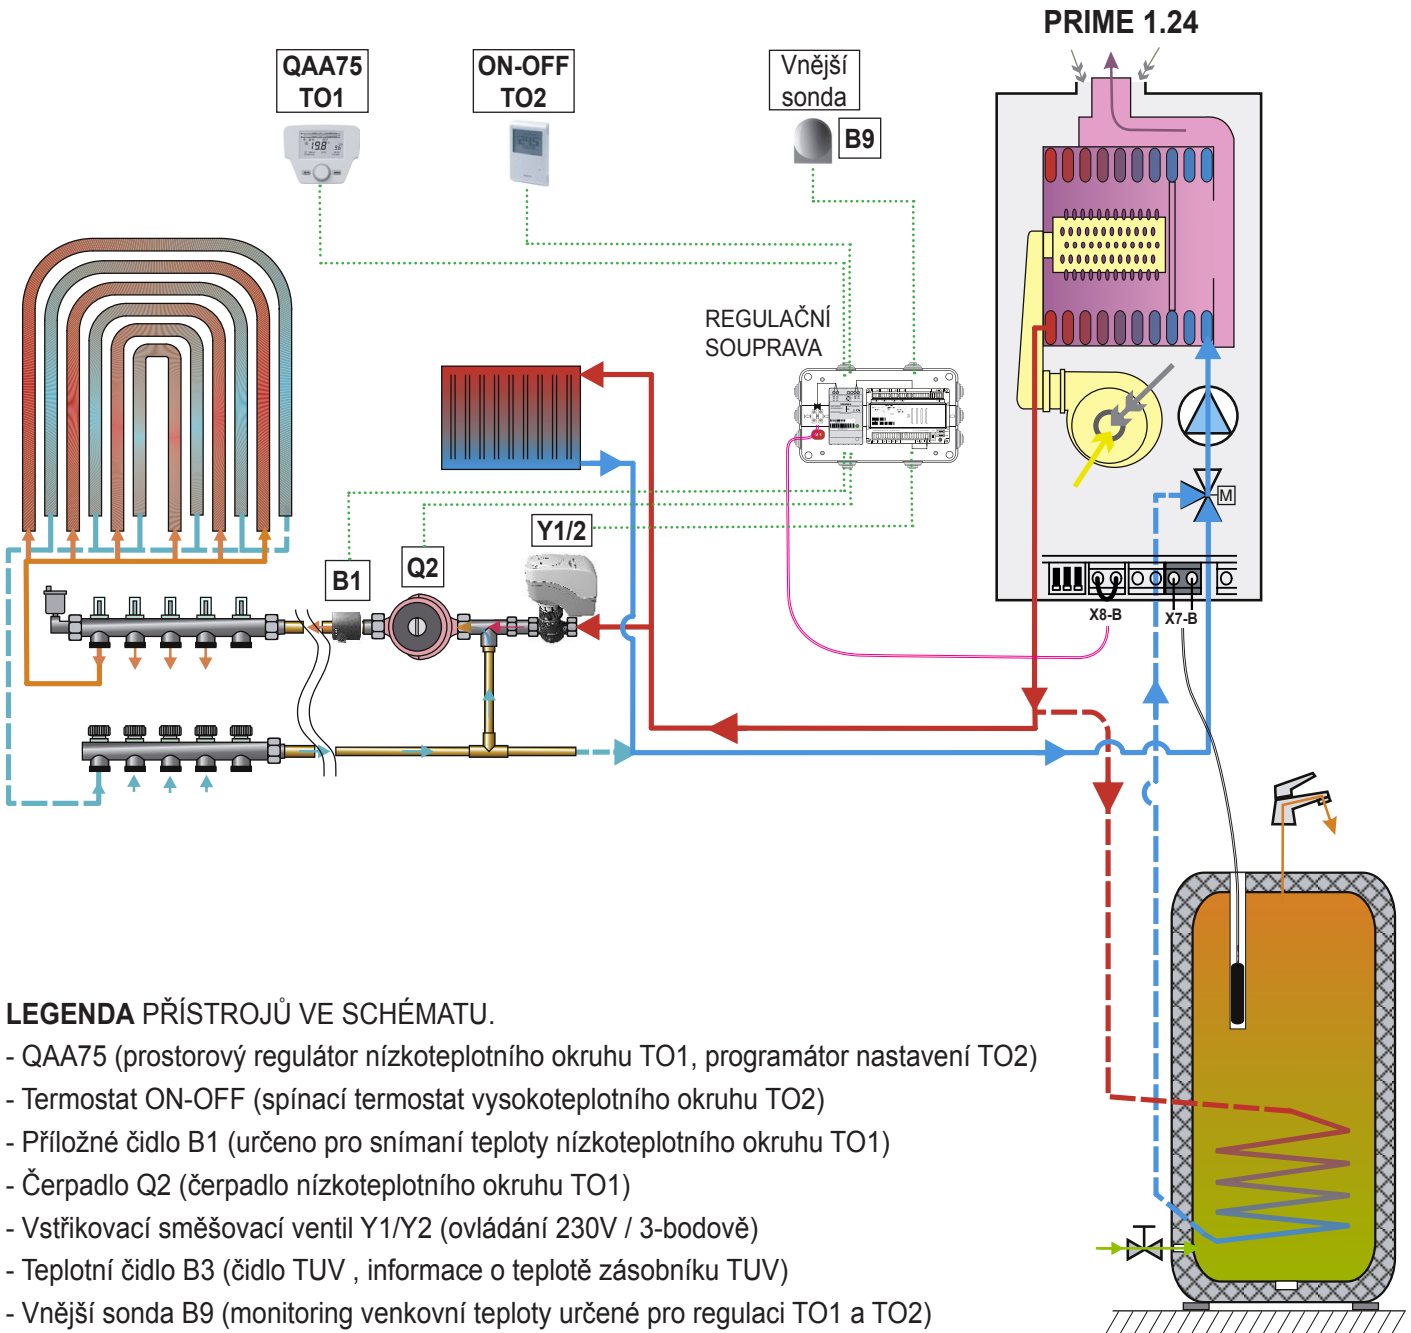 PRIME 1.24
QAA75
TO1
ON-OFF
TO2
Vnější
sonda
B9
19.8
REGULAČNÍ
SOUPRAVA
M
Y1/2
B1
Q2
X8-B
X7-B
LEGENDA PŘÍSTROJŮ VE SCHÉMATU.
- QAA75 (prostorový regulátor nízkoteplotního okruhu TO1, programátor nastavení TO2)
- Termostat ON-OFF (spínací termostat vysokoteplotního okruhu TO2)
- Příložné čidlo B1 (určeno pro snímaní teploty nízkoteplotního okruhu TO1)
- Čerpadlo Q2 (čerpadlo nízkoteplotního okruhu TO1)
- Vstřikovací směšovací ventil Y1/Y2 (ovládání 230V / 3-bodově)
- Teplotní čidlo B3 (čidlo TUV , informace o teplotě zásobníku TUV)
- Vnější sonda B9 (monitoring venkovní teploty určené pro regulaci TO1 a TO2)